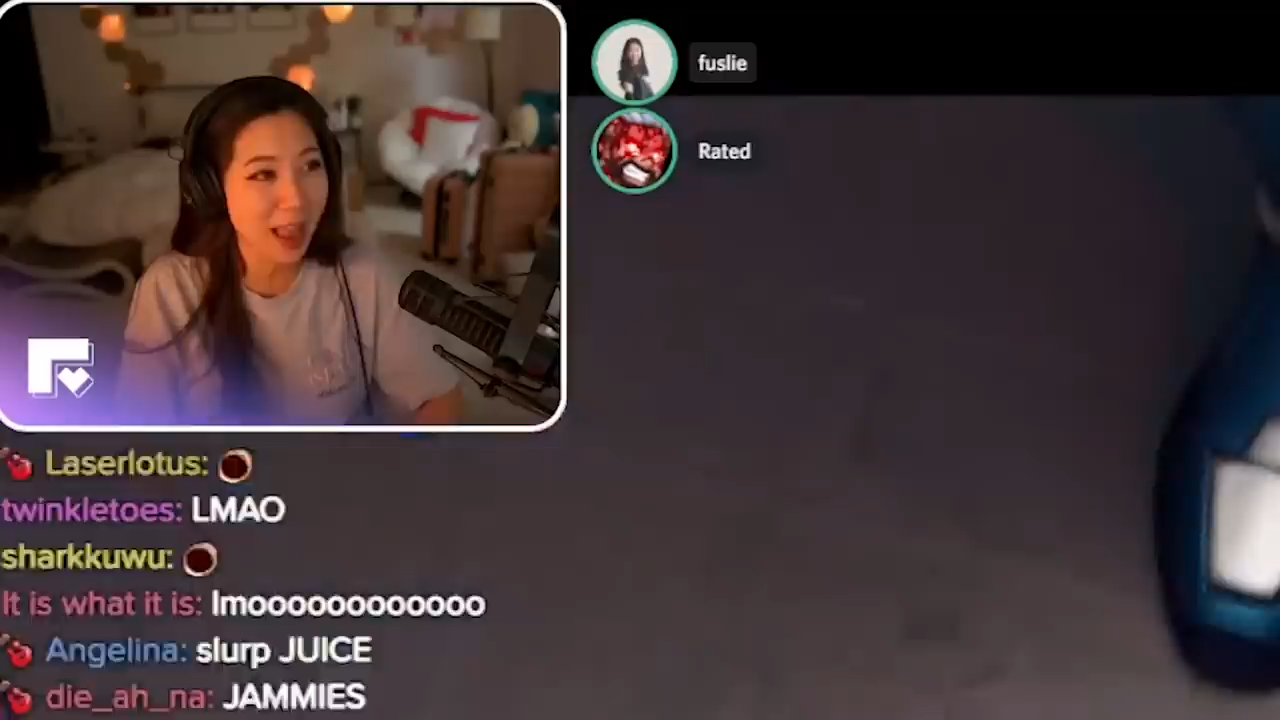 fuslie
Rated
Laserlotus:
twinkletoes: LMAO
sharkkuwu:
It is what it is: lmoooooooooooo
Angelina: slurp JUICE
die_ah_na: JAMMIES